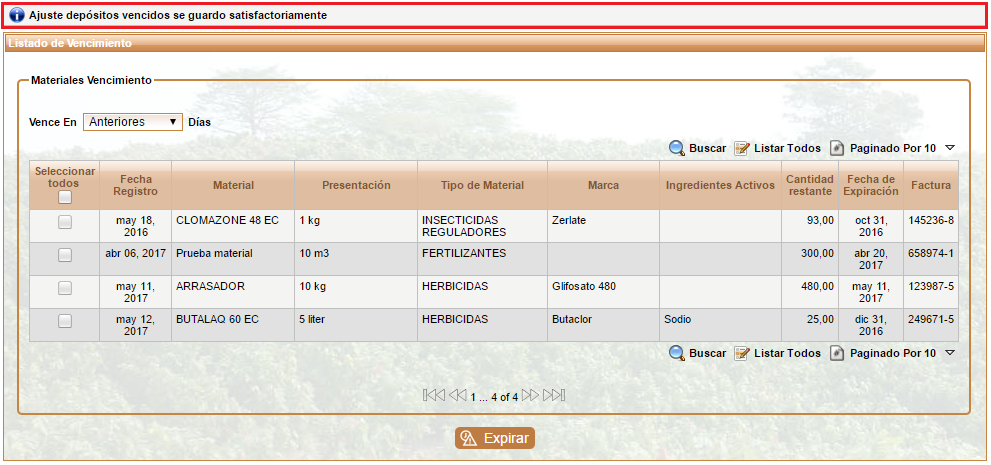 Ajuste depósitos vencidos se guardo satisfactoriamente
Listado de Vencimiento
Materiales Vencimiento
Vence En Anteriores Días
Buscar Listar Todos Paginado Por 10
Seleccionar todos Fecha Registro Material Presentación Tipo de Material Marca Ingredientes Activos Cantidad restante Fecha de Expiración Factura
may 18, 2016 CLOMAZONE 48 EC 1 kg INSECTICIDAS REGULADORES Zerlate 93,00 oct 31, 2016 145236-8
abr 06, 2017 Prueba material 10 m3 FERTILIZANTES 300,00 abr 20, 2017 658974-1
may 11, 2017 ARRASADOR 10 kg HERBICIDAS Glifosato 480 480,00 may 11, 2017 123987-5
may 12, 2017 BUTALAQ 60 EC 5 liter HERBICIDAS Butaclor Sodio 25,00 dic 31, 2016 249671-5
Buscar Listar Todos Paginado Por 10
1 ... 4 of 4
Expirar